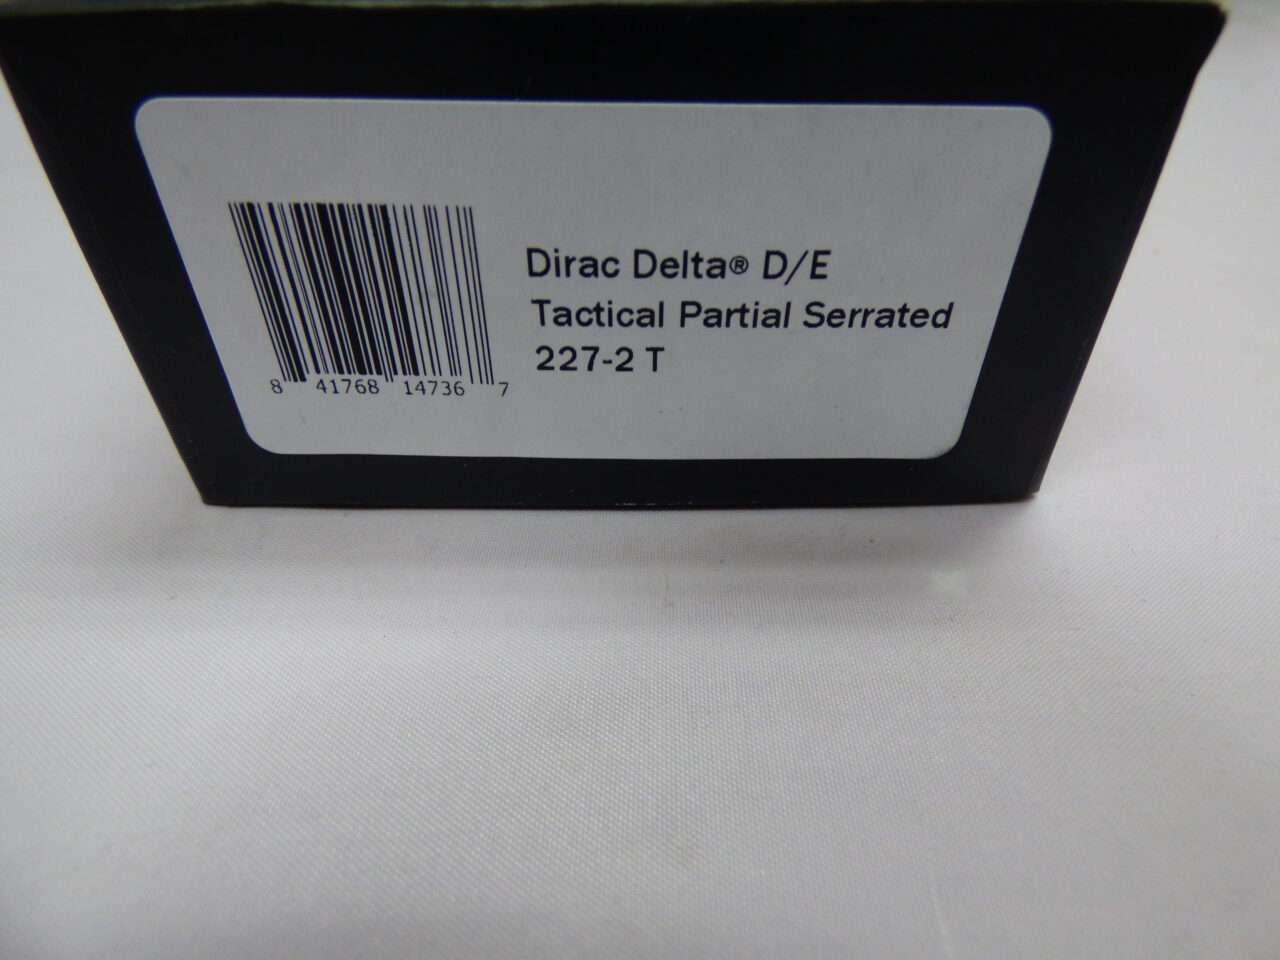 Dirac Delta® D/E
Tactical Partial Serrated
227-2 T
8 41768 14736 7